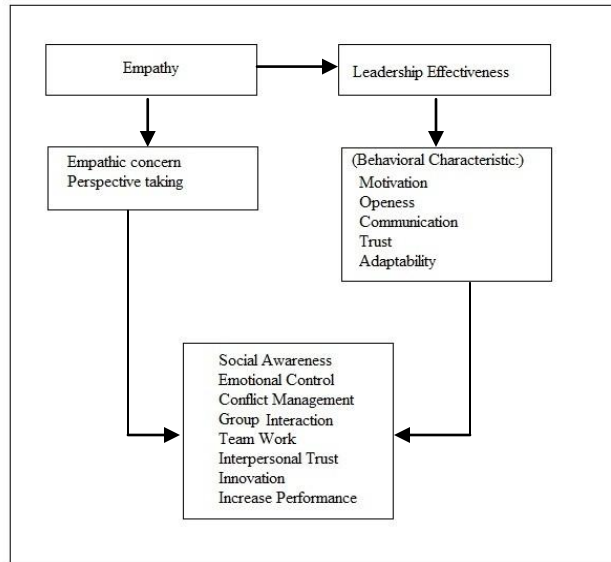 Empathy
Leadership Effectiveness
Empathic concern
Perspective taking
(Behavioral Characteristic:)
Motivation
Openess
Communication
Trust
Adaptability
Social Awareness
Emotional Control
Conflict Management
Group Interaction
Team Work
Interpersonal Trust
Innovation
Increase Performance